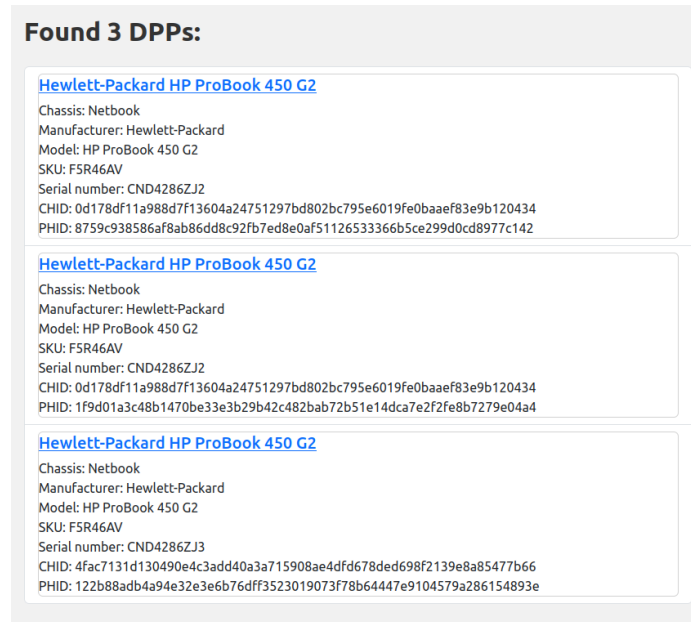 Found 3 DPPs:
Hewlett-Packard HP ProBook 450 G2
Chassis: Netbook
Manufacturer: Hewlett-Packard
Model: HP ProBook 450 G2
SKU: F5R46AV
Serial number: CND4286ZJ2
CHID: 0d178df11a988d7f13604a24751297bd802bc795e6019fe0baaef83e9b120434
PHID: 8759c938586af8ab86dd8c92fb7ed8e0af51126533366b5ce299d0cd8977c142
Hewlett-Packard HP ProBook 450 G2
Chassis: Netbook
Manufacturer: Hewlett-Packard
Model: HP ProBook 450 G2
SKU: F5R46AV
Serial number: CND4286ZJ2
CHID: 0d178df11a988d7f13604a24751297bd802bc795e6019fe0baaef83e9b120434
PHID: 1f9d01a3c48b1470be33e3b29b42c482bab72b51e14dca7e2f2fe8b7279e04a4
Hewlett-Packard HP ProBook 450 G2
Chassis: Netbook
Manufacturer: Hewlett-Packard
Model: HP ProBook 450 G2
SKU: F5R46AV
Serial number: CND4286ZJ3
CHID: 4fac7131d130490e4c3add40a3a715908ae4dfd678ded698f2139e8a85477b66
PHID: 122b88adb4a94e32e3e6b76dff3523019073f78b64447e9104579a286154893e